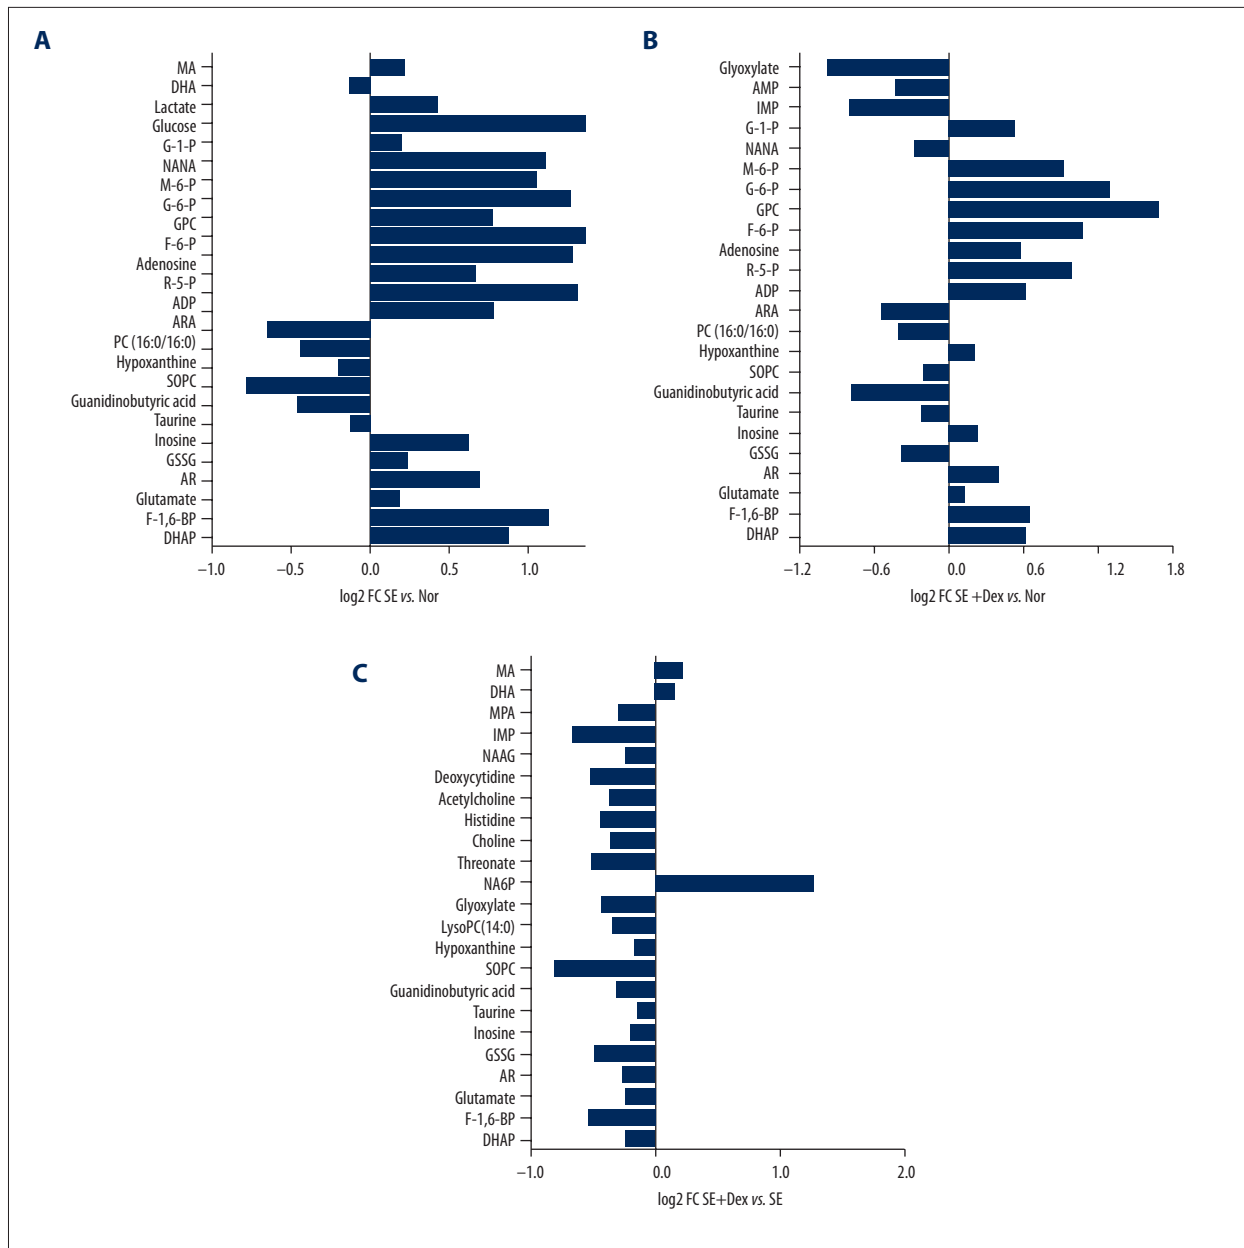 A
MA
DHA
Lactate
Glucose
G-1-P
NANA
M-6-P
G-6-P
GPC
F-6-P
Adenosine
R-5-P
ADP
ARA
PC (16:0/16:0)
Hypoxanthine
SOPC
Guanidinobutyric acid
Taurine
Inosine
GSSG
AR
Glutamate
F-1,6-BP
DHAP
−1.0 −0.5 0.0 0.5 1.0
log2 FC SE vs. Nor
B
Glyoxylate
AMP
IMP
G-1-P
NANA
M-6-P
G-6-P
GPC
F-6-P
Adenosine
R-5-P
ADP
ARA
PC (16:0/16:0)
Hypoxanthine
SOPC
Guanidinobutyric acid
Taurine
Inosine
GSSG
AR
Glutamate
F-1,6-BP
DHAP
−1.2 −0.6 0.0 0.6 1.2 1.8
log2 FC SE +Dex vs. Nor
C
MA
DHA
MPA
IMP
NAAG
Deoxycytidine
Acetylcholine
Histidine
Choline
Threonate
NA6P
Glyoxylate
LysoPC(14:0)
Hypoxanthine
SOPC
Guanidinobutyric acid
Taurine
Inosine
GSSG
AR
Glutamate
F-1,6-BP
DHAP
−1.0 0.0 1.0 2.0
log2 FC SE+Dex vs. SE